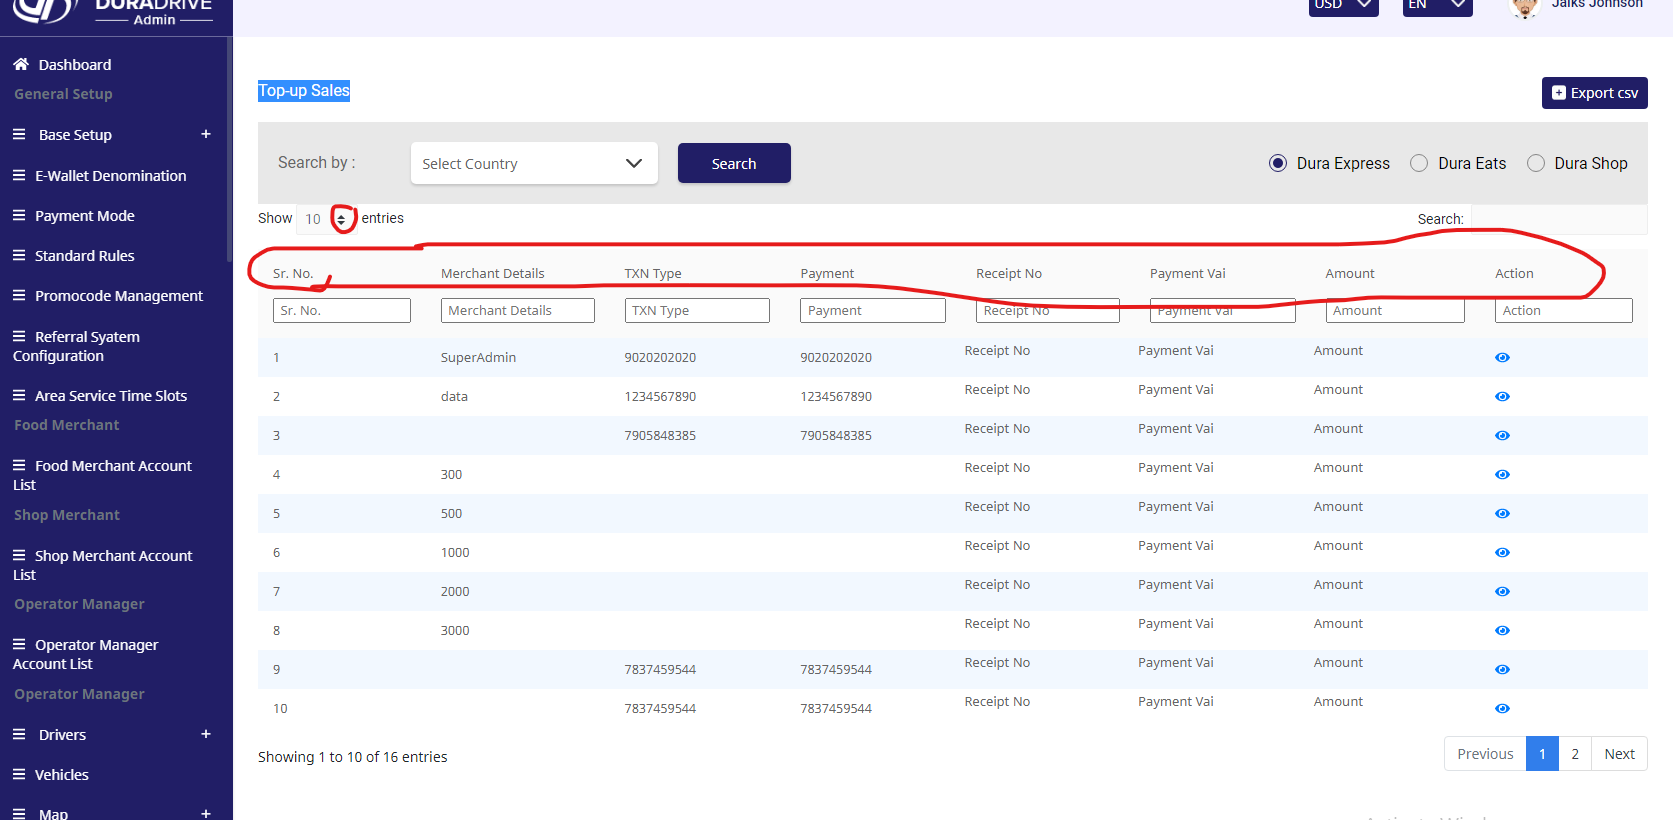 DURADRIVE
Admin
USD
EN
Jaiks Johnson
Dashboard
General Setup
Base Setup +
E-Wallet Denomination
Payment Mode
Standard Rules
Promocode Management
Referral Syatem
Configuration
Area Service Time Slots
Food Merchant
Food Merchant Account
List
Shop Merchant
Shop Merchant Account
List
Operator Manager
Operator Manager
Account List
Operator Manager
Drivers +
Vehicles
Map +
Top-up Sales
Export csv
Search by : Select Country Search Dura Express Dura Eats Dura Shop
Show 10 entries Search:
Sr. No. Merchant Details TXN Type Payment Receipt No Payment Vai Amount Action
Sr. No. Merchant Details TXN Type Payment Receipt No Payment Vai Amount Action
1 SuperAdmin 9020202020 9020202020 Receipt No Payment Vai Amount
2 data 1234567890 1234567890 Receipt No Payment Vai Amount
3 7905848385 7905848385 Receipt No Payment Vai Amount
4 300 Receipt No Payment Vai Amount
5 500 Receipt No Payment Vai Amount
6 1000 Receipt No Payment Vai Amount
7 2000 Receipt No Payment Vai Amount
8 3000 Receipt No Payment Vai Amount
9 7837459544 7837459544 Receipt No Payment Vai Amount
10 7837459544 7837459544 Receipt No Payment Vai Amount
Showing 1 to 10 of 16 entries
Previous 1 2 Next